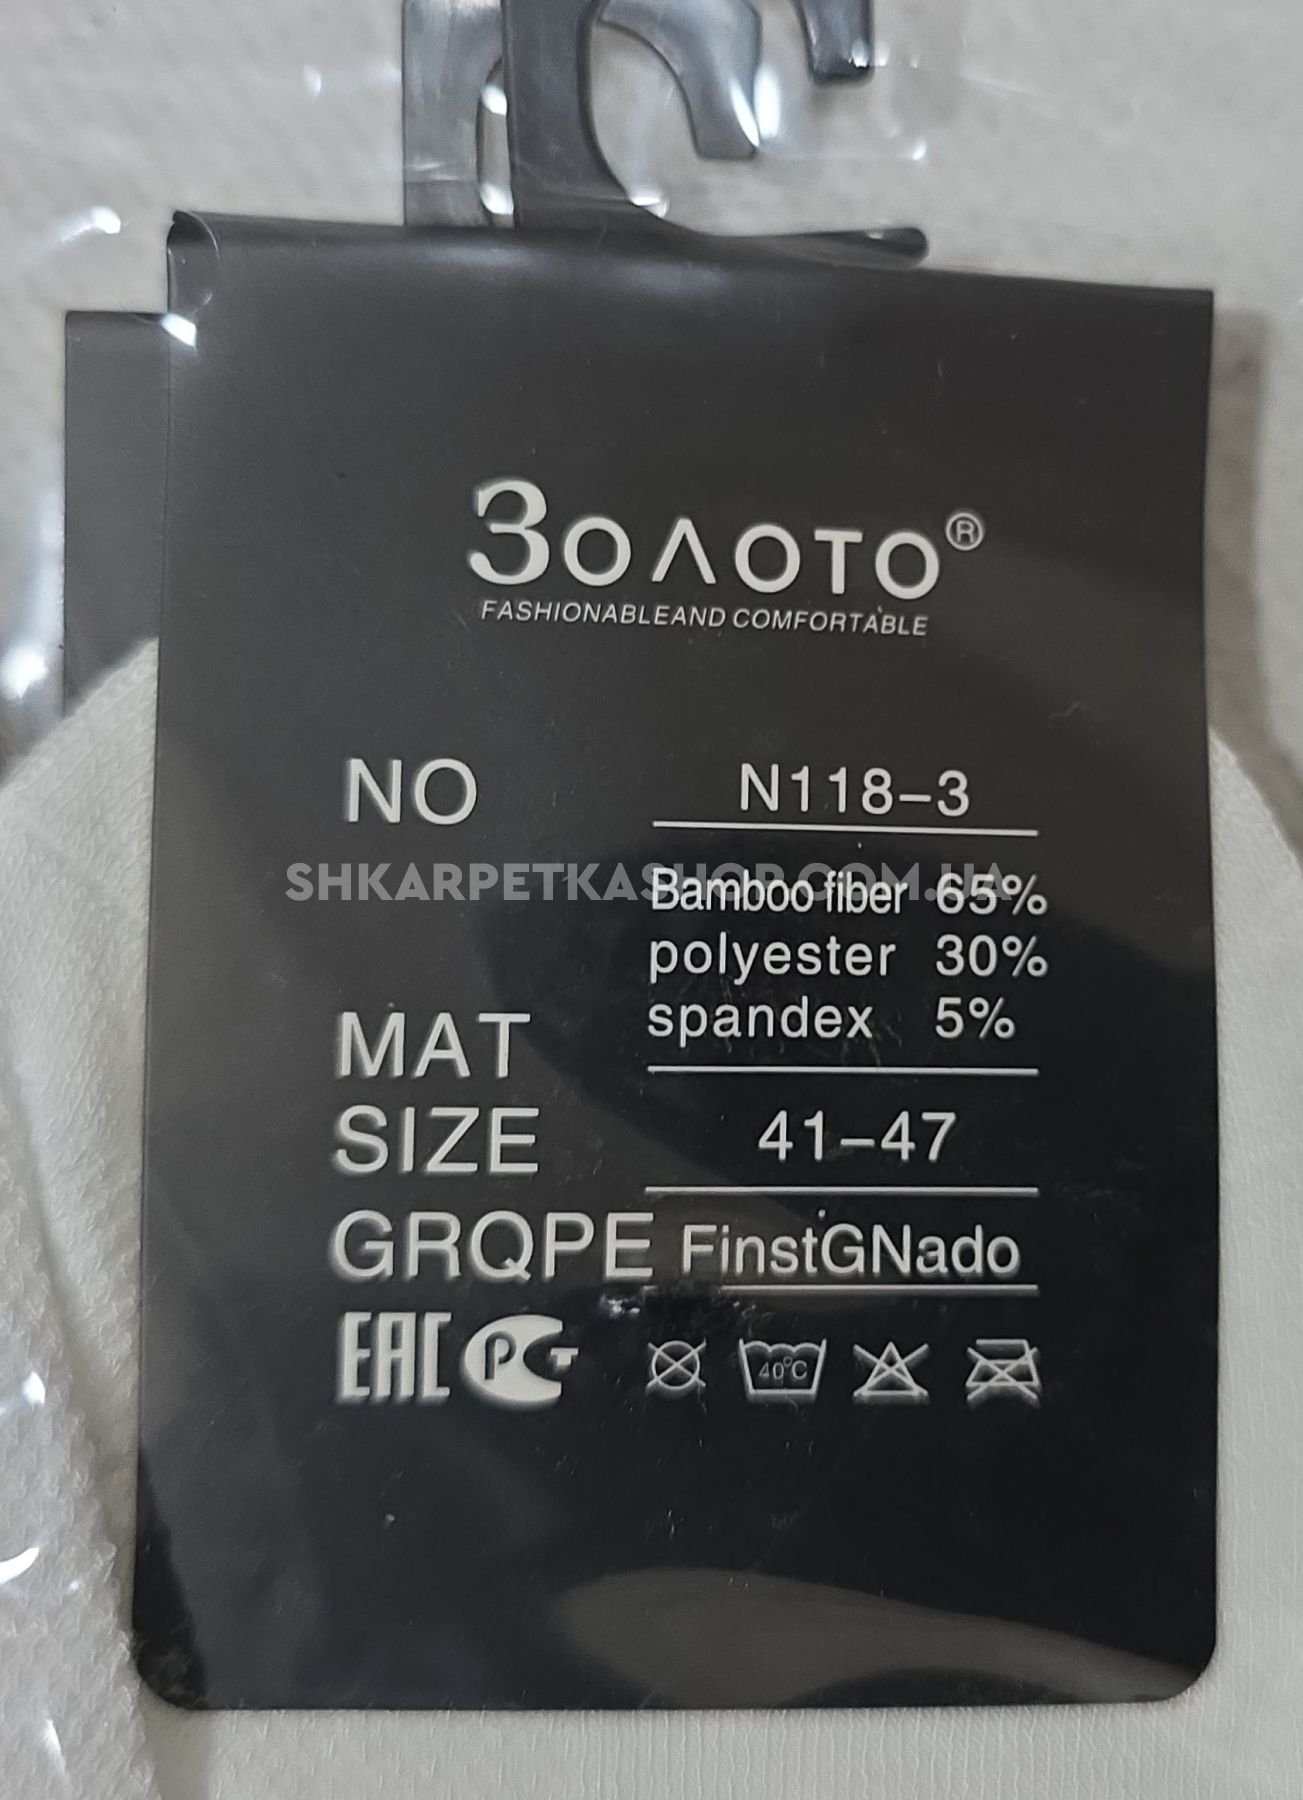 Золото®
FASHIONABLEAND COMFORTABLE
NO N118-3
SHKARPETKASHOP.COM.UA
Bamboo fiber 65%
polyester 30%
spandex 5%
MAT
SIZE 41-47
GRQPE FinstGNado
EAC РСТ 40°C